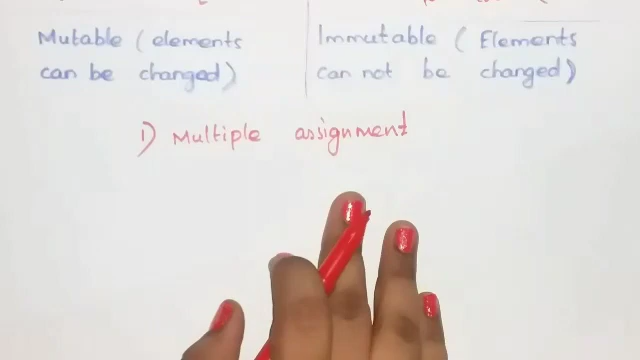 Mutable ( elements
can be changed )
Immutable ( Elements
can not be changed )
1) Multiple assignment